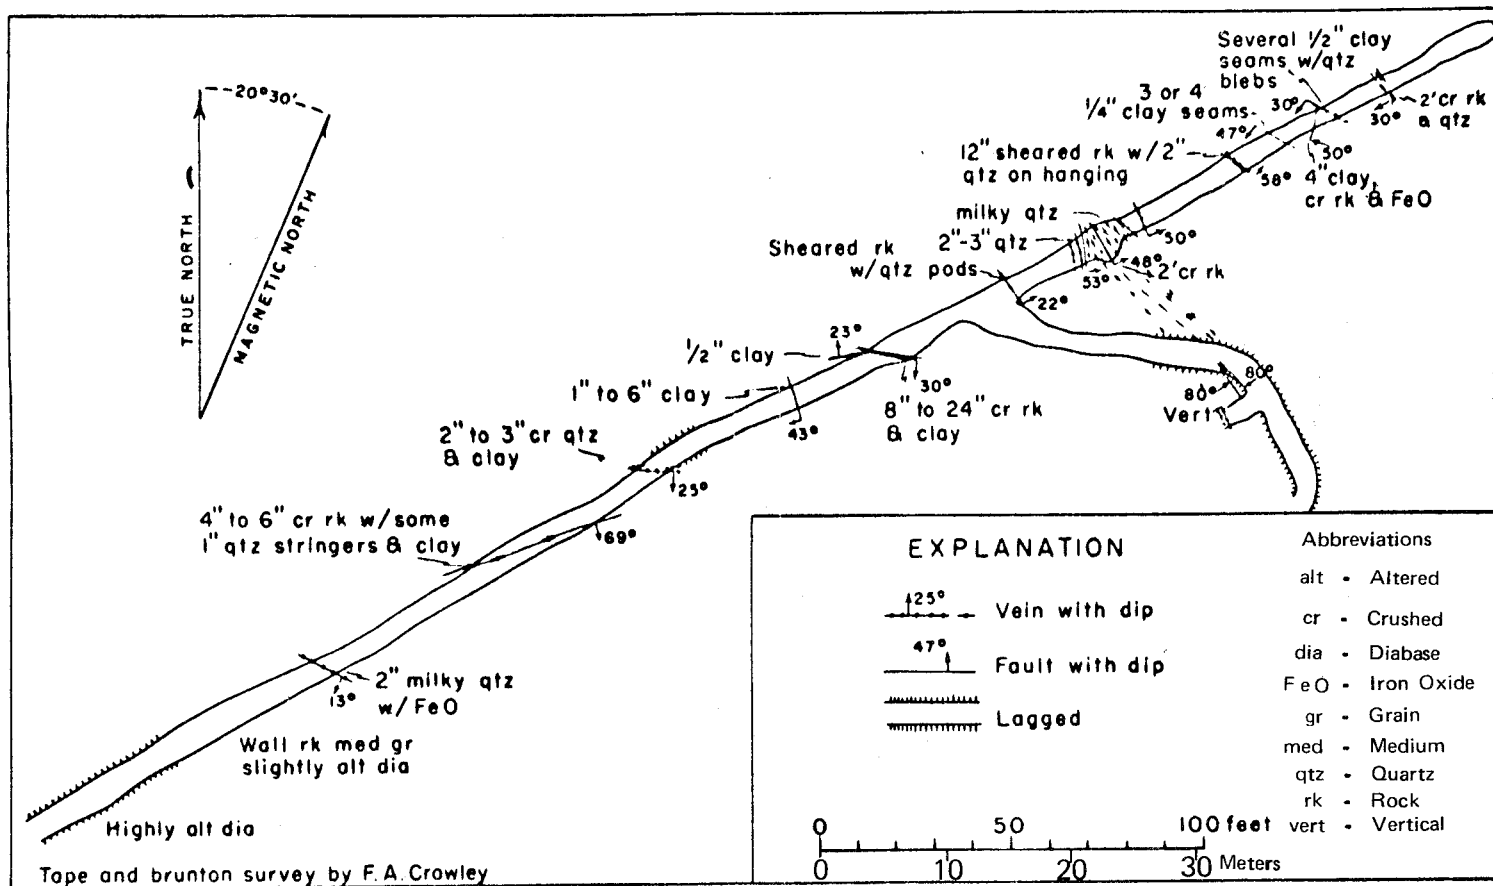 20°30'
TRUE NORTH
MAGNETIC NORTH
Several 1/2" clay
seams w/qtz
blebs
3 or 4
1/4" clay seams
30°
47°
2' cr rk
& qtz
30°
50°
4" clay,
cr rk & FeO
58°
12" sheared rk w/2"
qtz on hanging
milky qtz
2"-3" qtz
50°
48°
2' cr rk
53°
Sheared rk
w/qtz pods
22°
23°
1/2" clay
30°
8" to 24" cr rk
& clay
80°
80°
Vert
1" to 6" clay
43°
2" to 3" cr qtz
& clay
25°
4" to 6" cr rk w/some
1" qtz stringers & clay
69°
2" milky qtz
w/FeO
13°
Wall rk med gr
slightly alt dia
Highly alt dia
Tape and brunton survey by F. A. Crowley
EXPLANATION
25°
Vein with dip
47°
Fault with dip
Lagged
Abbreviations
alt - Altered
cr - Crushed
dia - Diabase
FeO - Iron Oxide
gr - Grain
med - Medium
qtz - Quartz
rk - Rock
vert - Vertical
0 50 100 feet
0 10 20 30 Meters